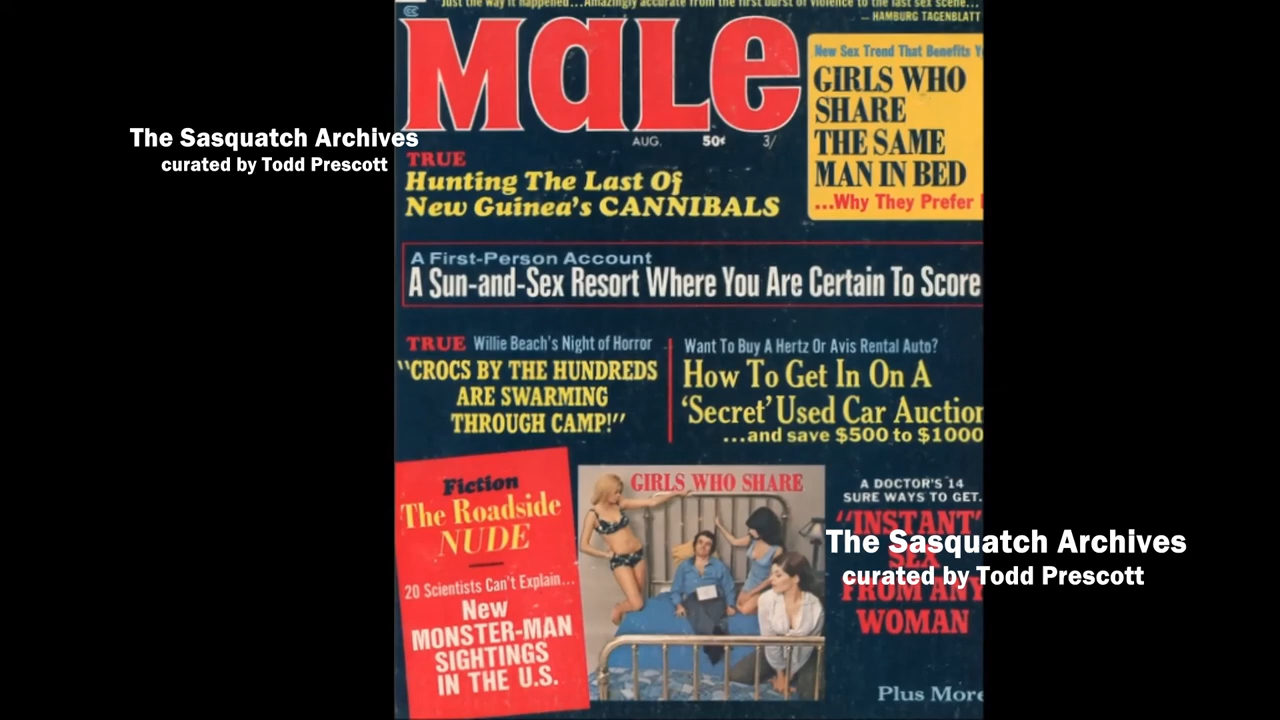 "Just the way it happened...Amazingly accurate from the first burst of violence to the last sex scene...
— HAMBURG TAGENBLATT
MALE
AUG. 50¢ 3/
New Sex Trend That Benefits
GIRLS WHO
SHARE
THE SAME
MAN IN BED
...Why They Prefer
The Sasquatch Archives
curated by Todd Prescott
TRUE
Hunting The Last Of
New Guinea's CANNIBALS
A First-Person Account
A Sun-and-Sex Resort Where You Are Certain To Score
TRUE Willie Beach's Night of Horror
"CROCS BY THE HUNDREDS
ARE SWARMING
THROUGH CAMP!"
Want To Buy A Hertz Or Avis Rental Auto?
How To Get In On A
'Secret' Used Car Auction
...and save $500 to $1000
Fiction
The Roadside
NUDE
20 Scientists Can't Explain...
New
MONSTER-MAN
SIGHTINGS
IN THE U.S.
GIRLS WHO SHARE
A DOCTOR'S 14
SURE WAYS TO GET.
"INSTANT"
SEX
FROM ANY
WOMAN
The Sasquatch Archives
curated by Todd Prescott
Plus More